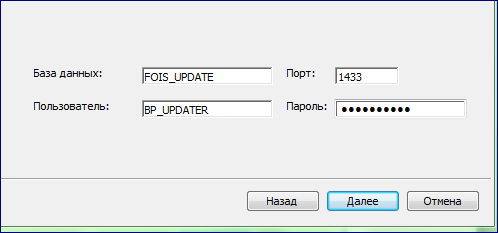 База данных: FOIS_UPDATE Порт: 1433
Пользователь: BP_UPDATER Пароль: ●●●●●●●●●●
Назад Далее Отмена